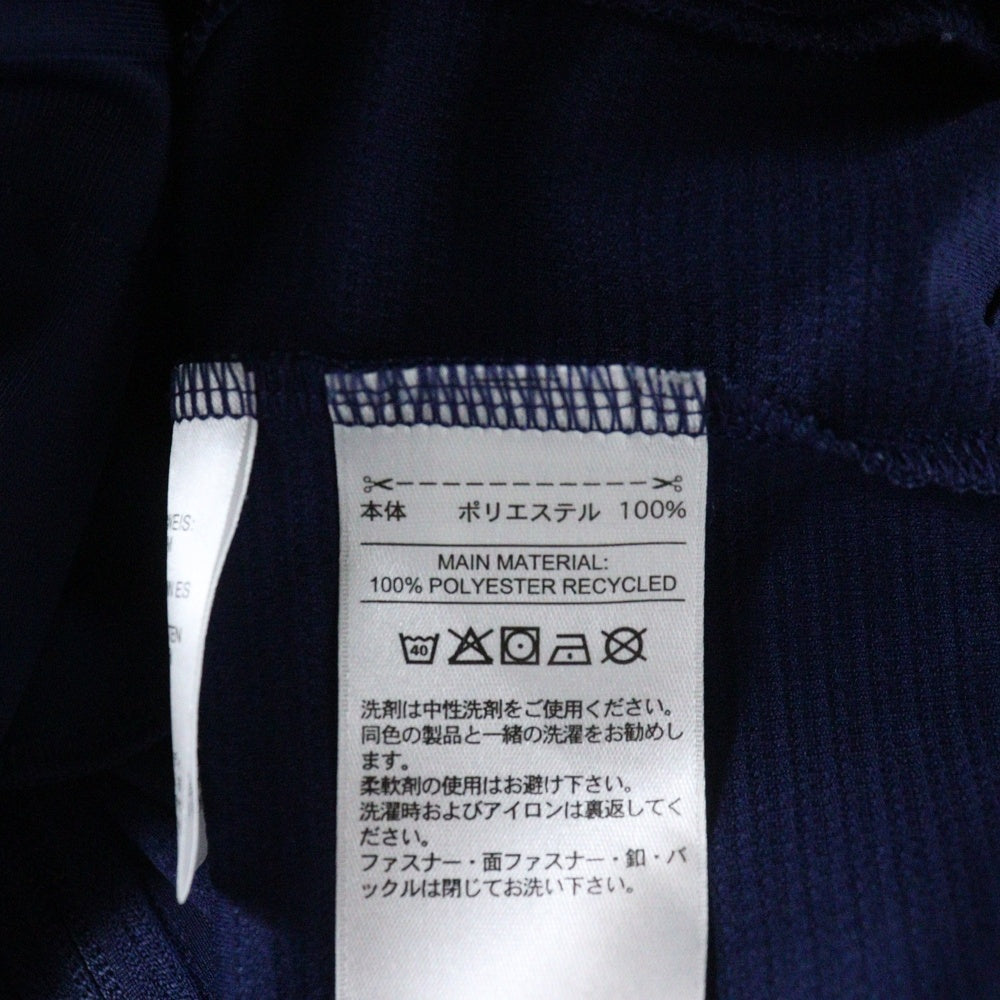 本体 ポリエステル 100%
MAIN MATERIAL:
100% POLYESTER RECYCLED
40
洗剤は中性洗剤をご使用ください。
同色の製品と一緒の洗濯をお勧めし
ます。
柔軟剤の使用はお避け下さい。
洗濯時およびアイロンは裏返してく
ださい。
ファスナー・面ファスナー・釦・バ
ックルは閉じてお洗い下さい。